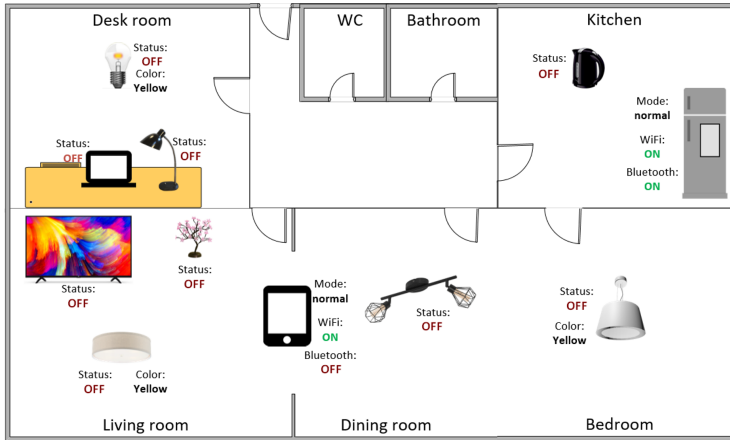 Desk room
WC
Bathroom
Kitchen
Status:
OFF
Color:
Yellow
Status:
OFF
Status:
OFF
Status:
OFF
Mode:
normal
WiFi:
ON
Bluetooth:
ON
Status:
OFF
Status:
OFF
Status:
OFF
Color:
Yellow
Mode:
normal
WiFi:
ON
Bluetooth:
OFF
Status:
OFF
Status:
OFF
Color:
Yellow
Living room
Dining room
Bedroom